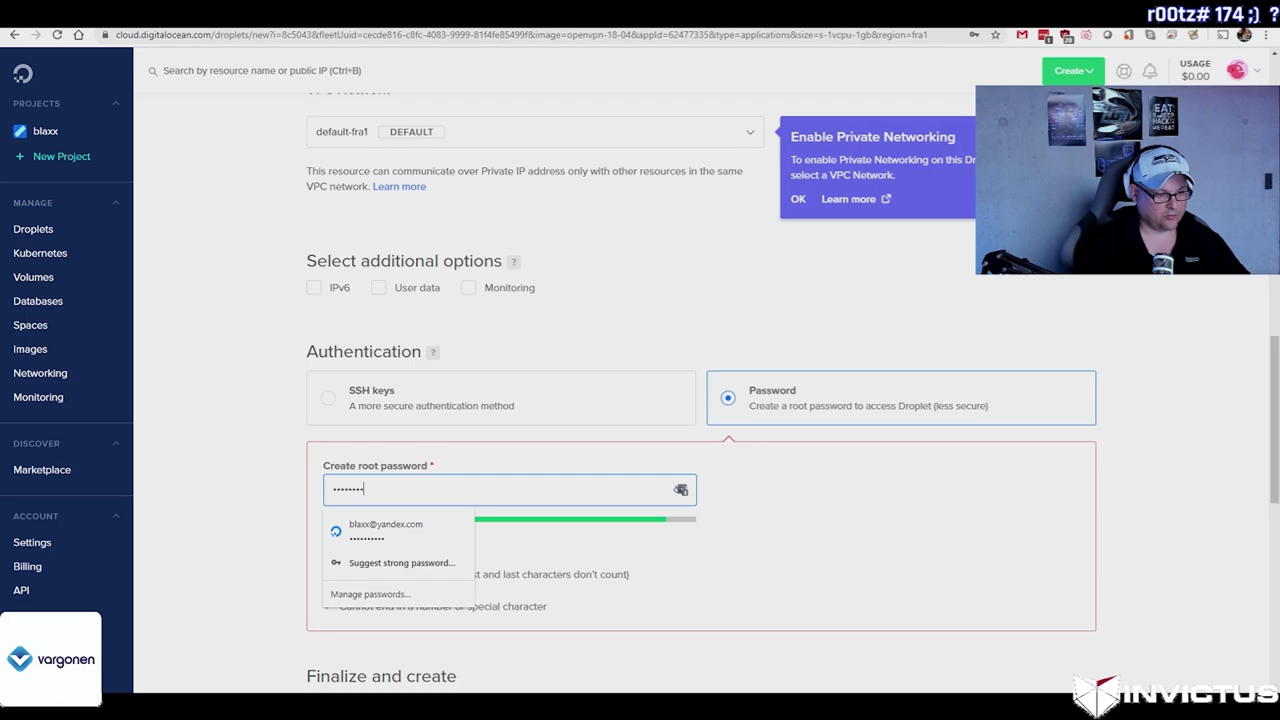 r00tz# 174 ;) ?
cloud.digitalocean.com/droplets/new?i=8c5043&fleetUuid=cecde816-c8fc-4083-9999-81f4fe85499f&image=openvpn-18-04&appId=62477335&type=applications&size=s-1vcpu-1gb&region=fra1
Search by resource name or public IP (Ctrl+B)
Create
USAGE
$0.00
PROJECTS
blaxx
+ New Project
MANAGE
Droplets
Kubernetes
Volumes
Databases
Spaces
Images
Networking
Monitoring
DISCOVER
Marketplace
ACCOUNT
Settings
Billing
API
vargonen
VPC Network
default-fra1 DEFAULT
This resource can communicate over Private IP address only with other resources in the same
VPC network. Learn more
Enable Private Networking
To enable Private Networking on this Dr
select a VPC Network.
OK Learn more
EAT
SLEEP
HACK
REPEAT
Select additional options ?
IPv6 User data Monitoring
Authentication ?
SSH keys
A more secure authentication method
Password
Create a root password to access Droplet (less secure)
Create root password *
••••••••
blaxx@yandex.com
••••••••••
Suggest strong password...
st and last characters don't count)
Manage passwords...
Cannot end in a number or special character
Finalize and create
INVICTUS